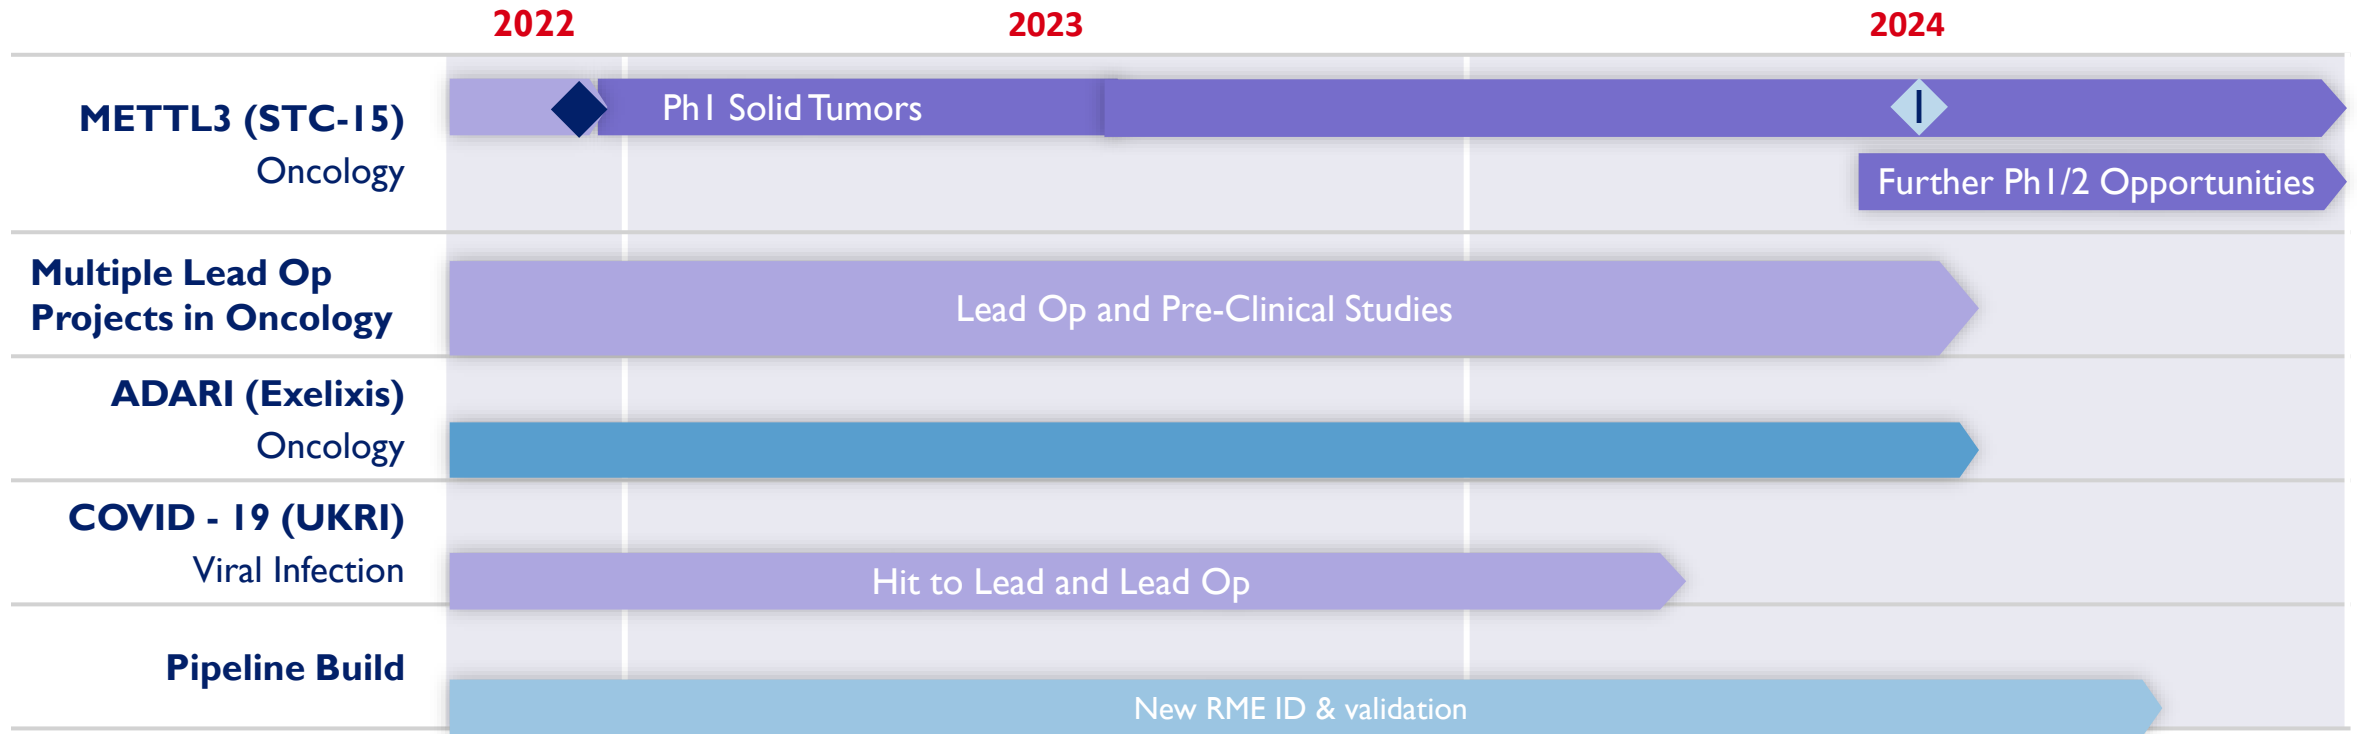 2022 2023 2024
METTL3 (STC-15)
Oncology
Ph1 Solid Tumors
I
Further Ph1/2 Opportunities
Multiple Lead Op
Projects in Oncology
Lead Op and Pre-Clinical Studies
ADARI (Exelixis)
Oncology
COVID - 19 (UKRI)
Viral Infection
Hit to Lead and Lead Op
Pipeline Build
New RME ID & validation